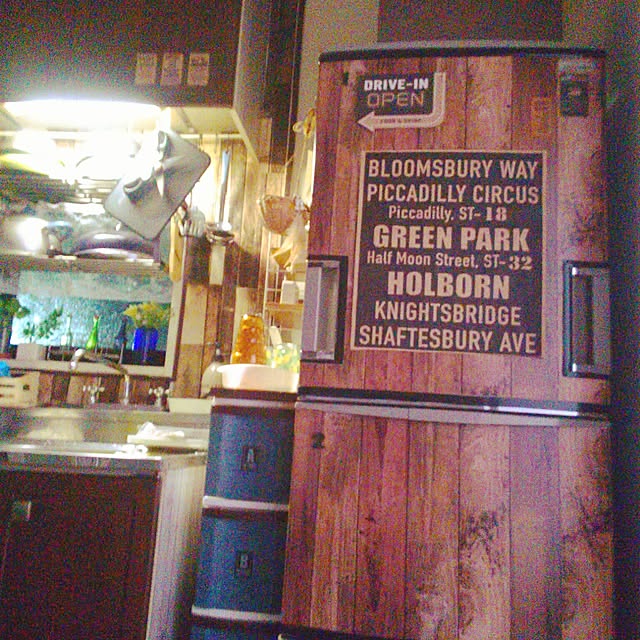 DRIVE-IN
OPEN
BLOOMSBURY WAY
PICCADILLY CIRCUS
Piccadilly, ST-18
GREEN PARK
Half Moon Street, ST-32
HOLBORN
KNIGHTSBRIDGE
SHAFTESBURY AVE
2
A
B